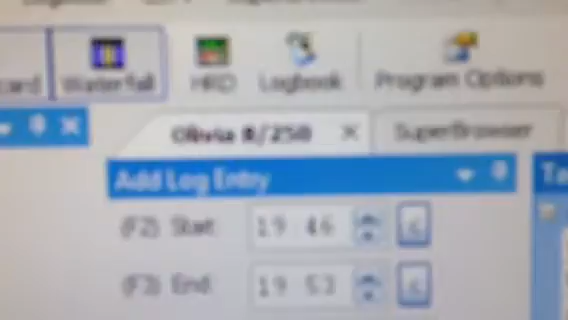 Waterfall HRD Logbook Program Options
Olivia 8/250 SuperBrowser
Add Log Entry
(F2) Start: 19 46
(F3) End: 19 53